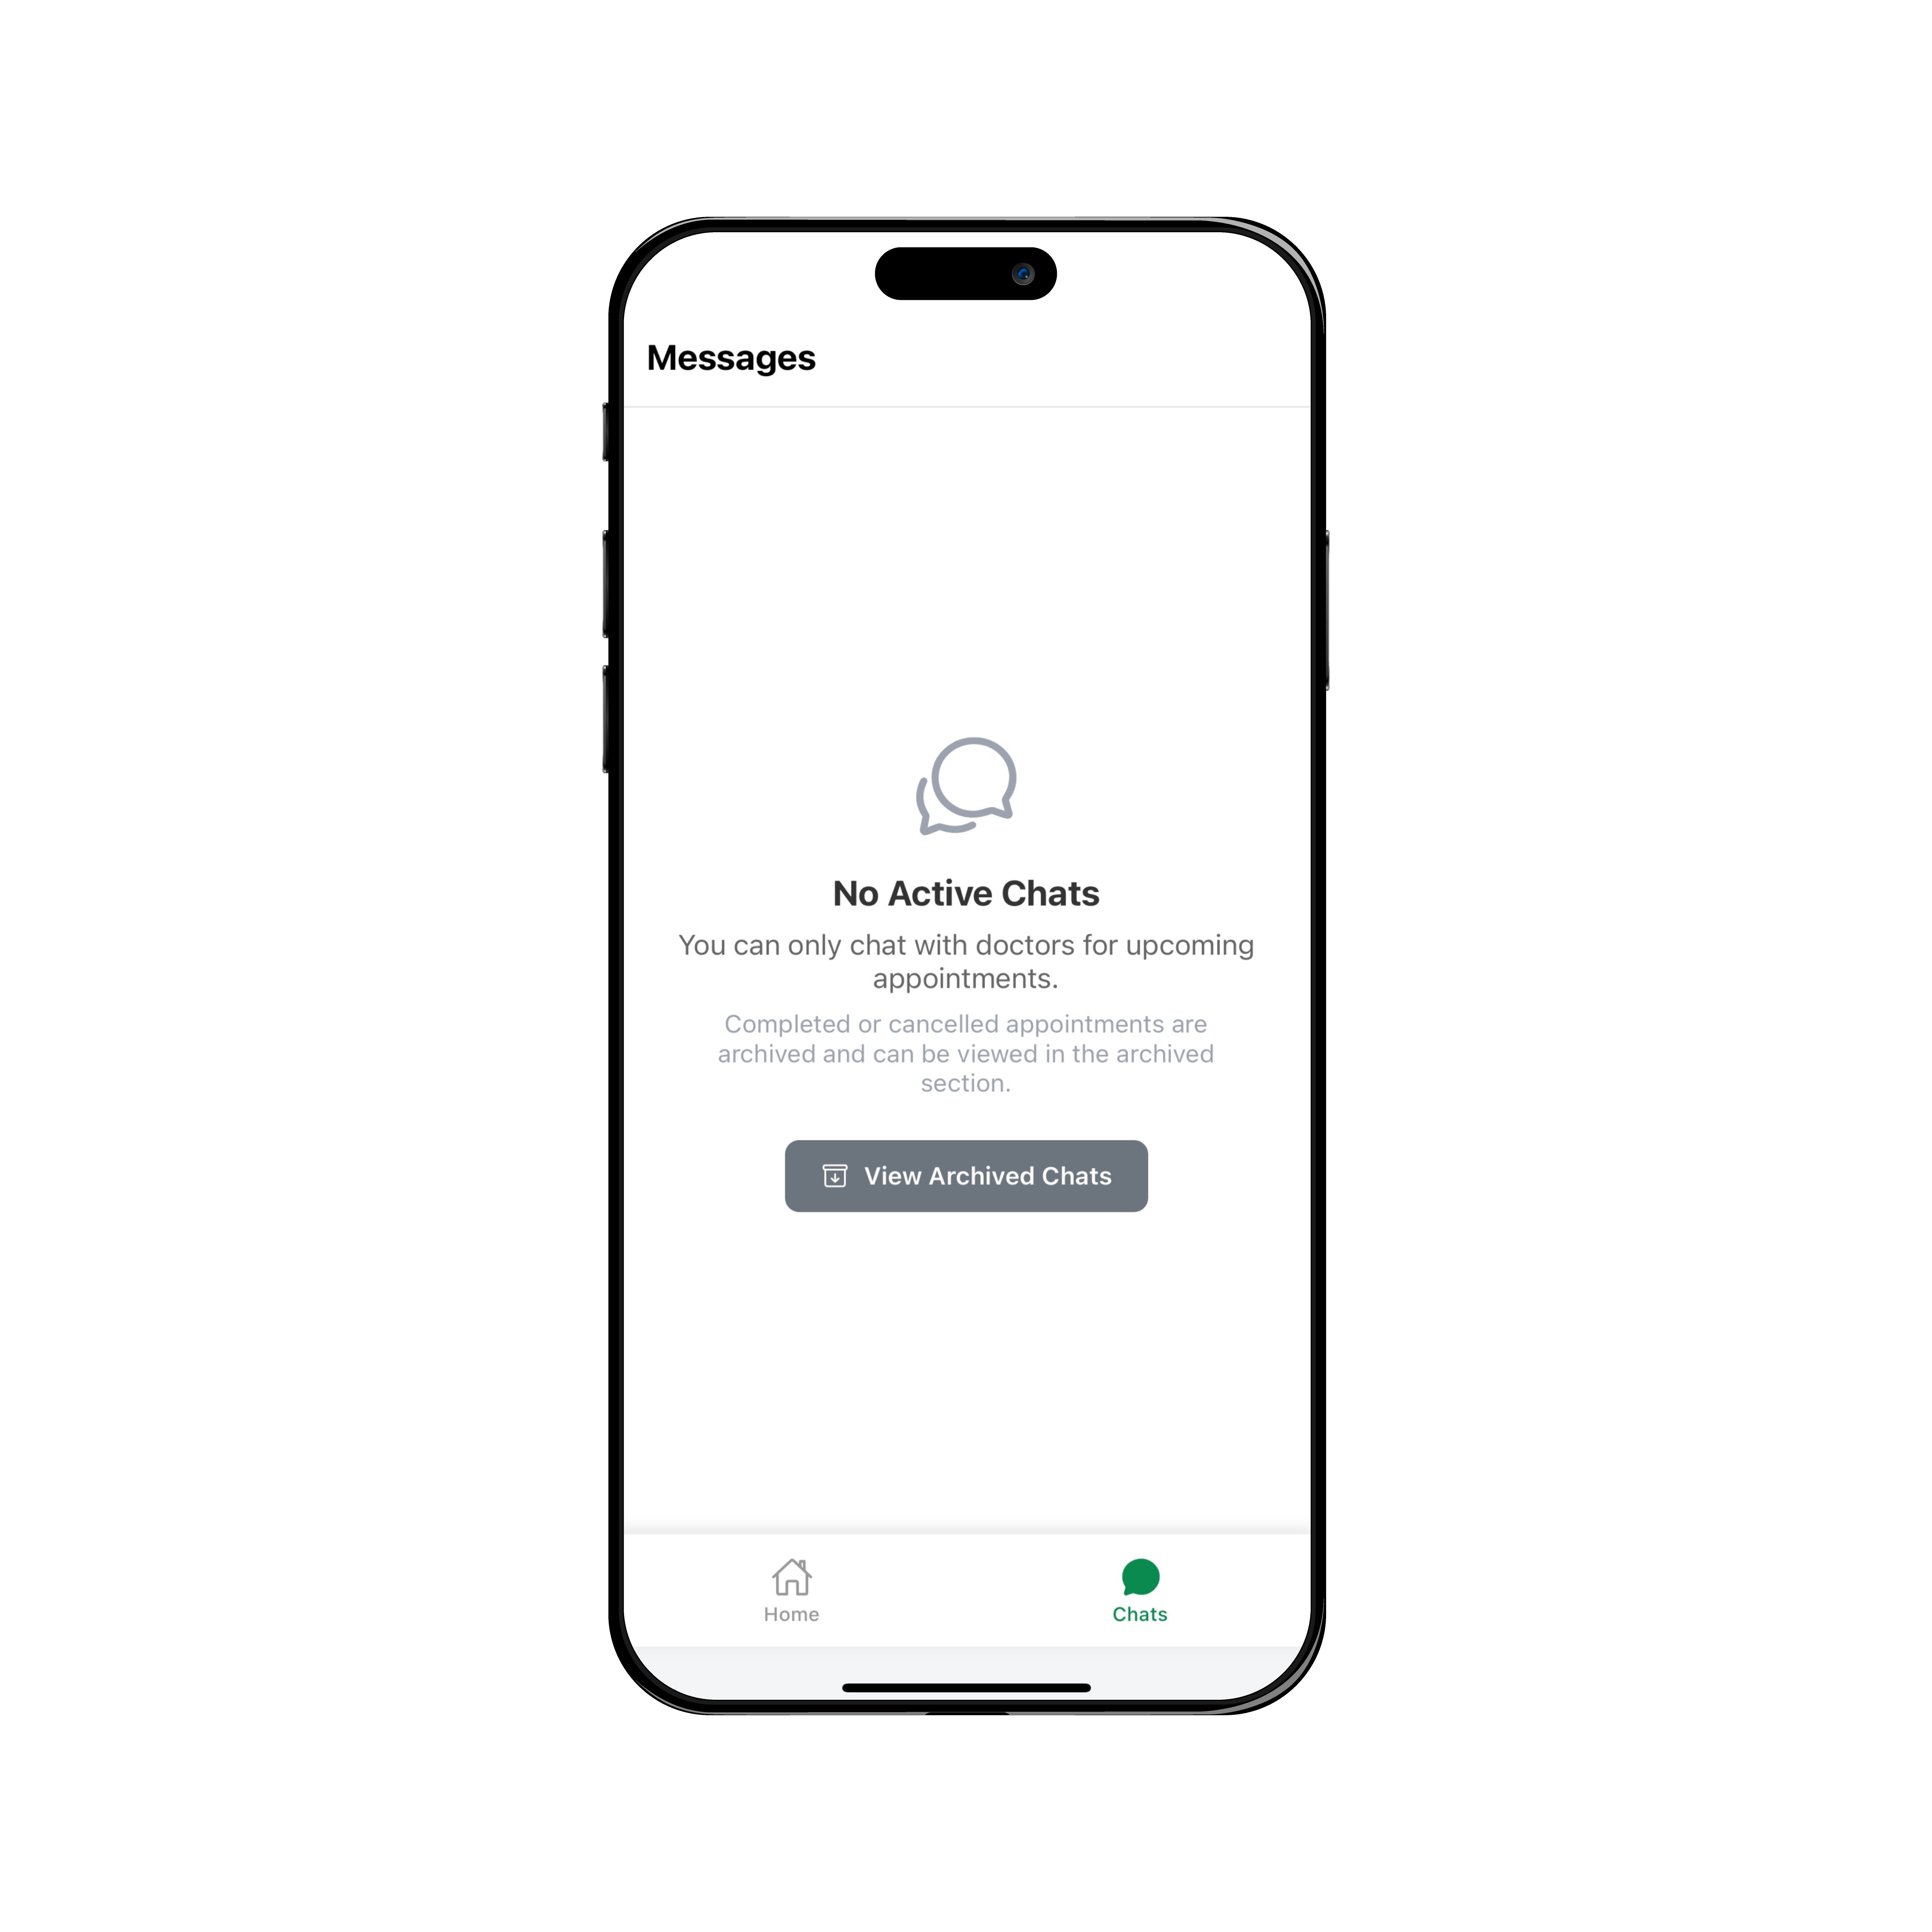 Messages
No Active Chats
You can only chat with doctors for upcoming
appointments.
Completed or cancelled appointments are
archived and can be viewed in the archived
section.
View Archived Chats
Home
Chats